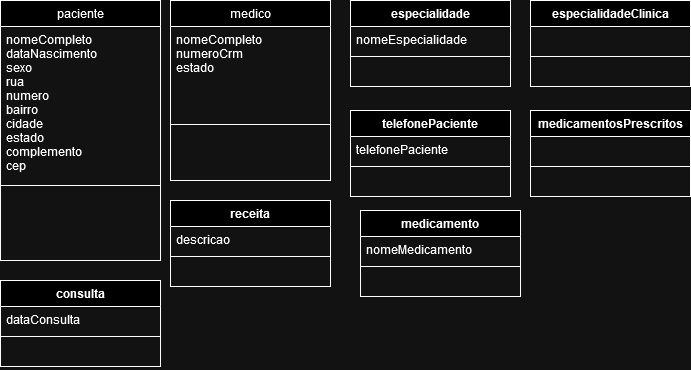 paciente
nomeCompleto
dataNascimento
sexo
rua
numero
bairro
cidade
estado
complemento
cep
medico
nomeCompleto
numeroCrm
estado
especialidade
nomeEspecialidade
especialidadeClinica
telefonePaciente
telefonePaciente
medicamentosPrescritos
receita
descricao
medicamento
nomeMedicamento
consulta
dataConsulta